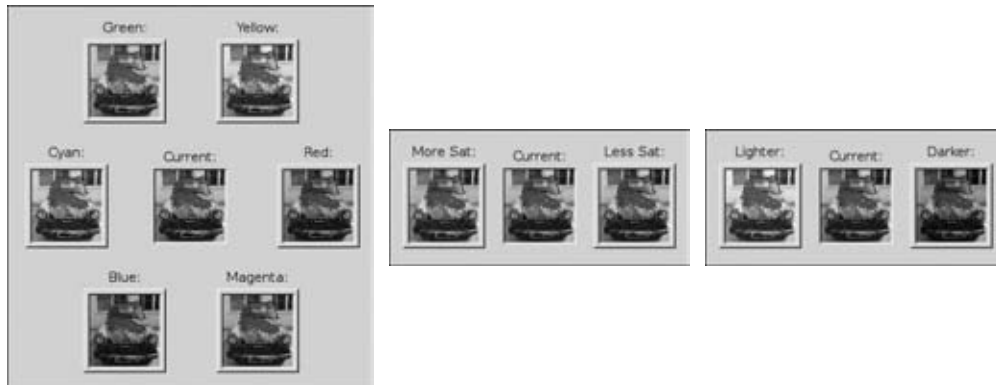 Green: Yellow:
Cyan: Current: Red:
Blue: Magenta:
More Sat: Current: Less Sat:
Lighter: Current: Darker: